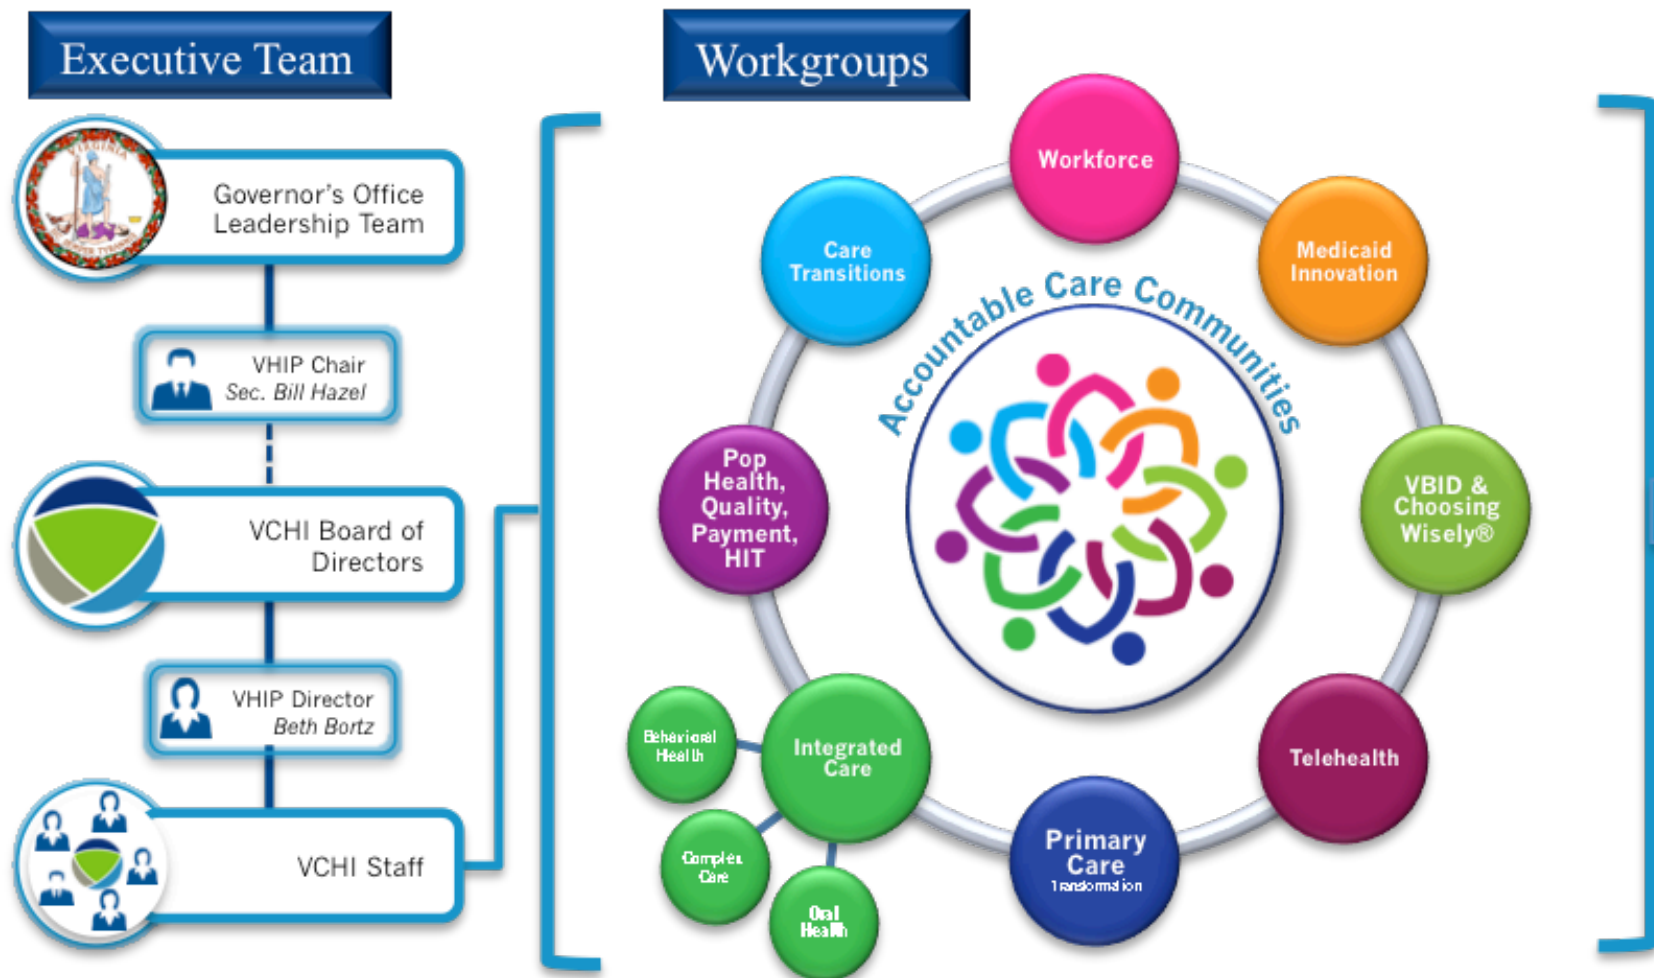 Executive Team
Governor's Office
Leadership Team
VHIP Chair
Sec. Bill Hazel
VCHI Board of
Directors
VHIP Director
Beth Bortz
VCHI Staff
Workgroups
Workforce
Care
Transitions
Medicaid
Innovation
Accountable Care Communities
Pop
Health,
Quality,
Payment,
HIT
VBID &
Choosing
Wisely®
Integrated
Care
Behavioral
Health
Complex
Care
Oral
Health
Primary
Care
Transformation
Telehealth
VIRGINIA